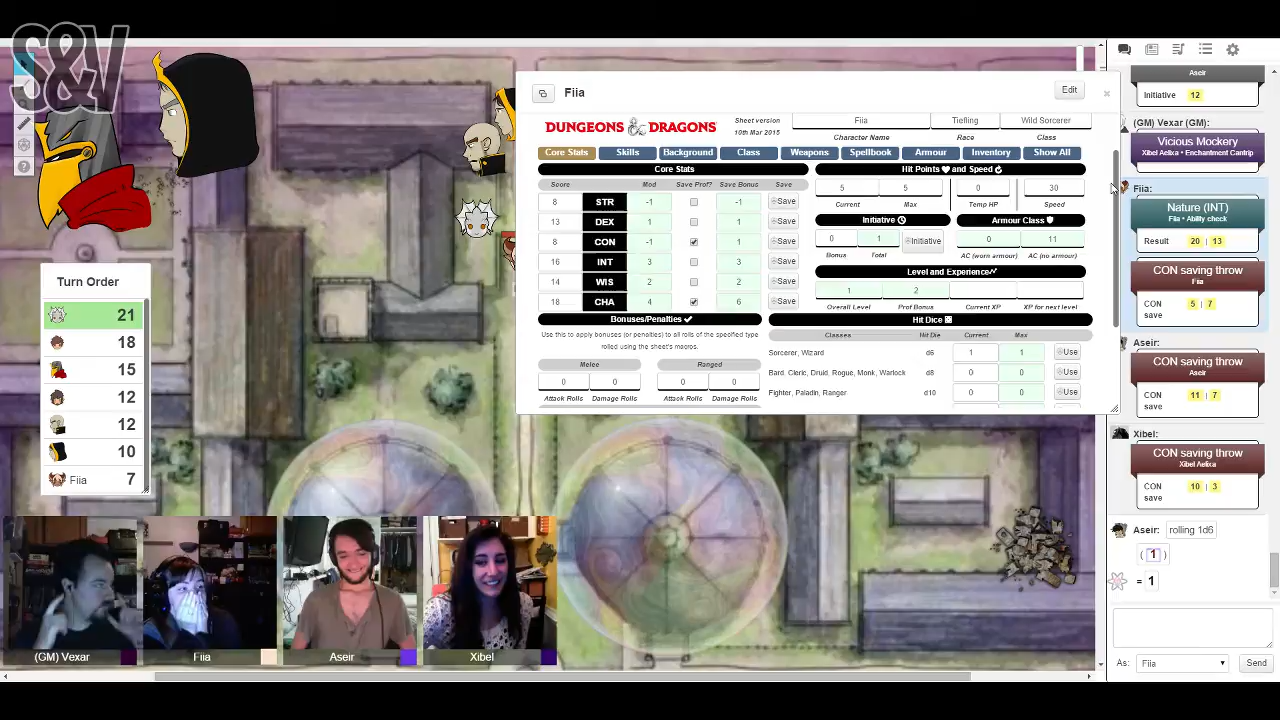 S&V
Turn Order
21
18
15
12
12
10
Fiia 7
Fiia
Edit
DUNGEONS & DRAGONS
Sheet version
10th Mar 2015
Fiia Tiefling Wild Sorcerer
Character Name Race Class
Core Stats Skills Background Class Weapons Spellbook Armour Inventory Show All
Core Stats
Score Mod Save Prof? Save Bonus Save
8 STR -1 -1 Save
13 DEX 1 1 Save
8 CON -1 1 Save
16 INT 3 3 Save
14 WIS 2 2 Save
18 CHA 4 6 Save
Bonuses/Penalties
Use this to apply bonuses (or penalties) to all rolls of the specified type
rolled using the sheet's macros.
Melee Ranged
0 0 0 0
Attack Rolls Damage Rolls Attack Rolls Damage Rolls
Hit Points and Speed
5 5 0 30
Current Max Temp HP Speed
Initiative
0 1 Initiative
Bonus Total
Armour Class
0 11
AC (worn armour) AC (no armour)
Level and Experience
1 2
Overall Level Prof Bonus Current XP XP for next level
Hit Dice
Classes Hit Die Current Max
Sorcerer, Wizard d6 1 1 Use
Bard, Cleric, Druid, Rogue, Monk, Warlock d8 0 0 Use
Fighter, Paladin, Ranger d10 0 0 Use
Aseir
Initiative 12
(GM) Vexar (GM):
Vicious Mockery
Xibel Aelixa • Enchantment Cantrip
Fiia:
Nature (INT)
Fiia • Ability check
Result 20 | 13
CON saving throw
Fiia
CON save 5 | 7
Aseir:
CON saving throw
Aseir
CON save 11 | 7
Xibel:
CON saving throw
Xibel Aelixa
CON save 10 | 3
Aseir: rolling 1d6
(1)
= 1
As: Fiia Send
(GM) Vexar
Fiia
Aseir
Xibel